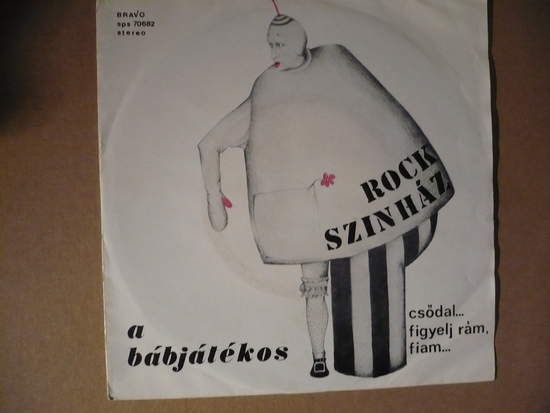 BRAVO
sps 70682
stereo
ROCK
SZINHÁZ
a
bábjátékos
csődal...
figyelj rám,
fiam...